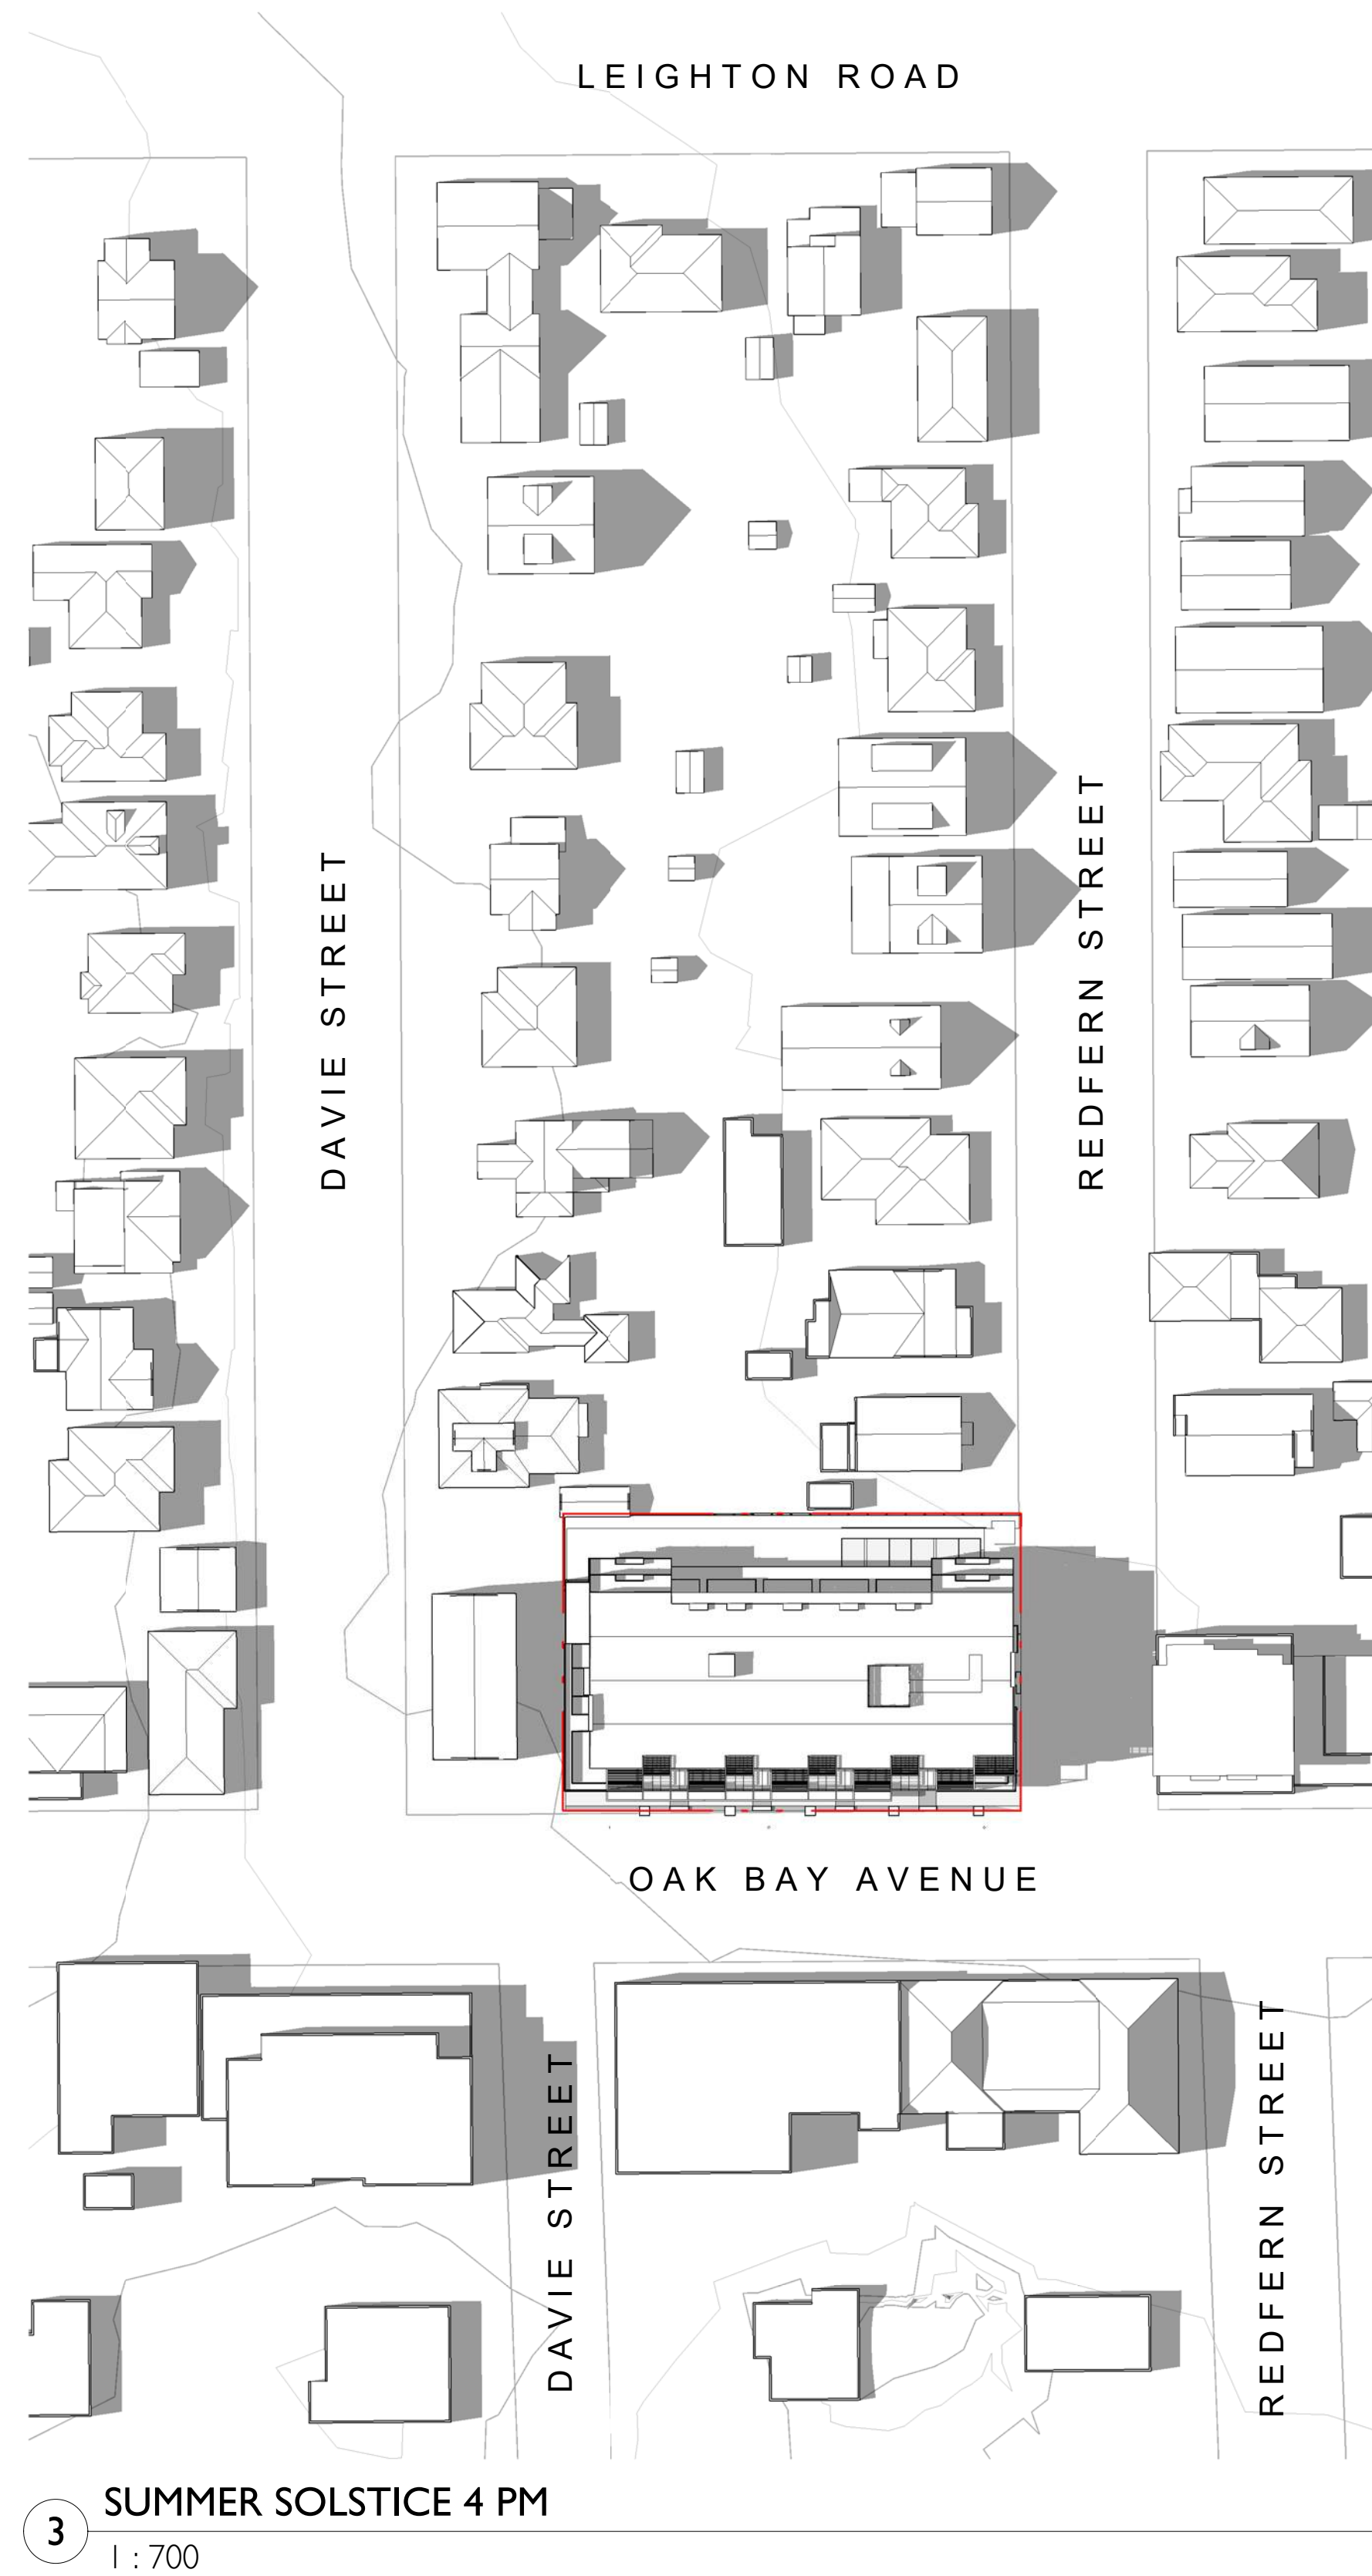 LEIGHTON ROAD
DAVIE STREET
REDFERN STREET
OAK BAY AVENUE
DAVIE STREET
REDFERN STREET
3
SUMMER SOLSTICE 4 PM
1 : 700